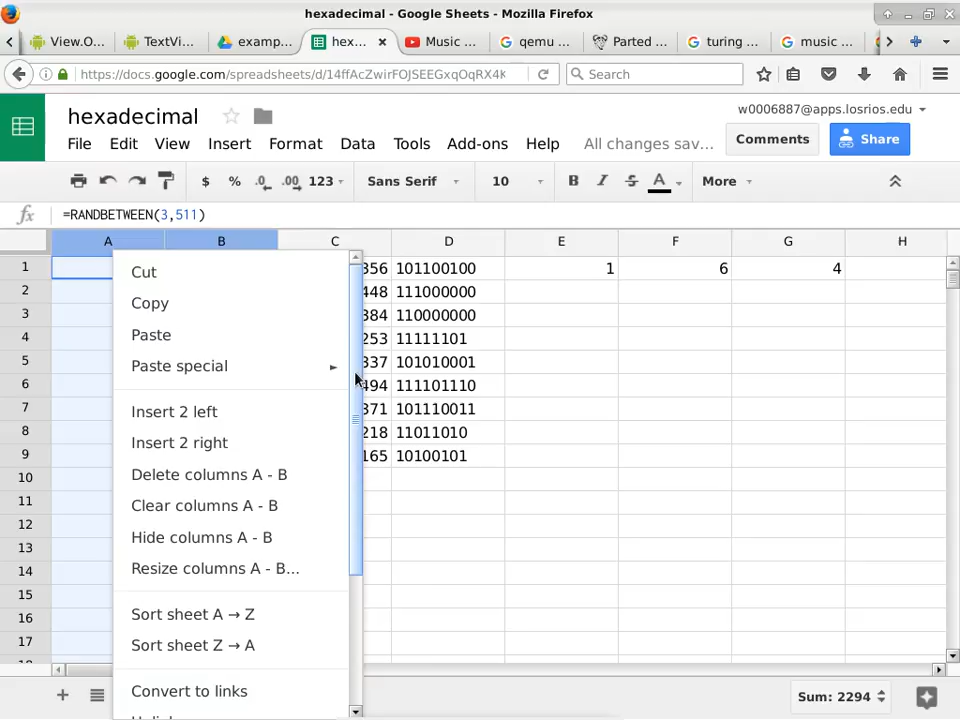 hexadecimal - Google Sheets - Mozilla Firefox
View.O... TextVi... examp... hex... Music ... qemu ... Parted ... turing ... music ...
https://docs.google.com/spreadsheets/d/14ffAcZwirFOJSEEGxqOqRX4k Search
hexadecimal w0006887@apps.losrios.edu
File Edit View Insert Format Data Tools Add-ons Help All changes sav... Comments Share
$ % .0 .00 123 Sans Serif 10 B I S A More
fx =RANDBETWEEN(3,511)
A B C D E F G H
1 356 101100100 1 6 4
2 448 111000000
3 384 110000000
4 253 11111101
5 337 101010001
6 494 111101110
7 371 101110011
8 218 11011010
9 165 10100101
10
11
12
13
14
15
16
17
Cut
Copy
Paste
Paste special
Insert 2 left
Insert 2 right
Delete columns A - B
Clear columns A - B
Hide columns A - B
Resize columns A - B...
Sort sheet A → Z
Sort sheet Z → A
Convert to links
Sum: 2294